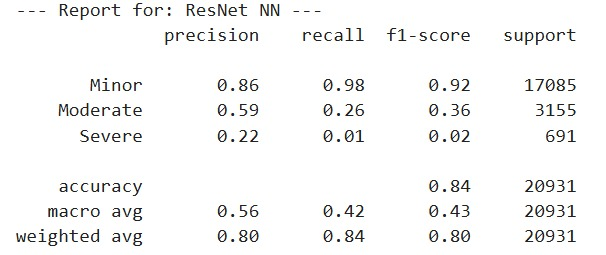 --- Report for: ResNet NN ---
precision recall f1-score support
Minor 0.86 0.98 0.92 17085
Moderate 0.59 0.26 0.36 3155
Severe 0.22 0.01 0.02 691
accuracy 0.84 20931
macro avg 0.56 0.42 0.43 20931
weighted avg 0.80 0.84 0.80 20931